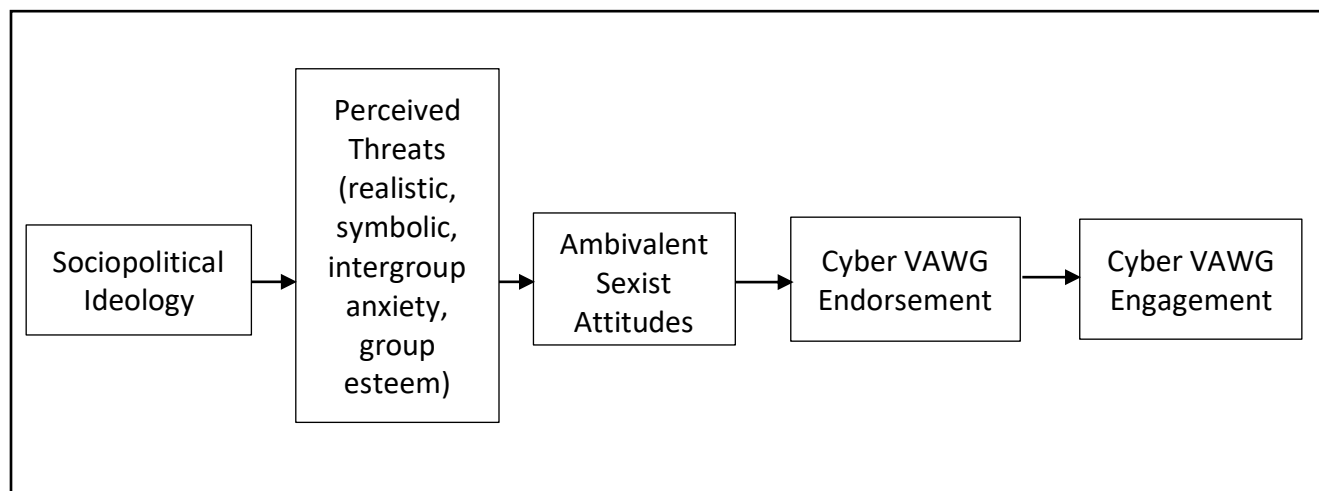 Sociopolitical
Ideology
Perceived
Threats
(realistic,
symbolic,
intergroup
anxiety,
group
esteem)
Ambivalent
Sexist
Attitudes
Cyber VAWG
Endorsement
Cyber VAWG
Engagement